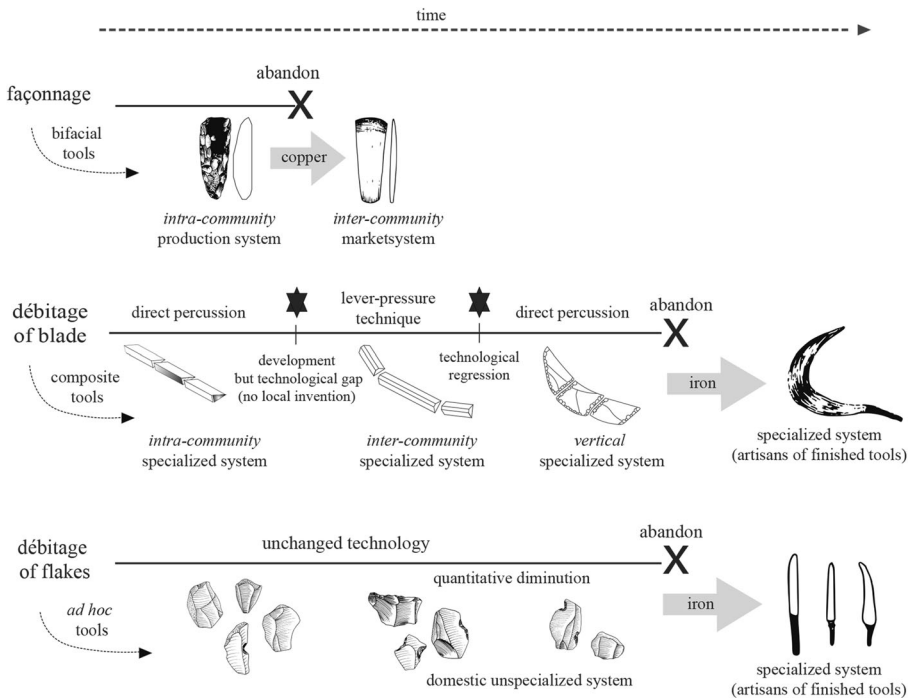 time
façonnage
abandon
bifacial
tools
copper
intra-community
production system
inter-community
marketsystem
débitage
of blade
direct percussion
lever-pressure
technique
direct percussion
abandon
composite
tools
development
but technological gap
(no local invention)
technological
regression
iron
intra-community
specialized system
inter-community
specialized system
vertical
specialized system
specialized system
(artisans of finished tools)
débitage
of flakes
unchanged technology
abandon
quantitative diminution
ad hoc
tools
iron
domestic unspecialized system
specialized system
(artisans of finished tools)